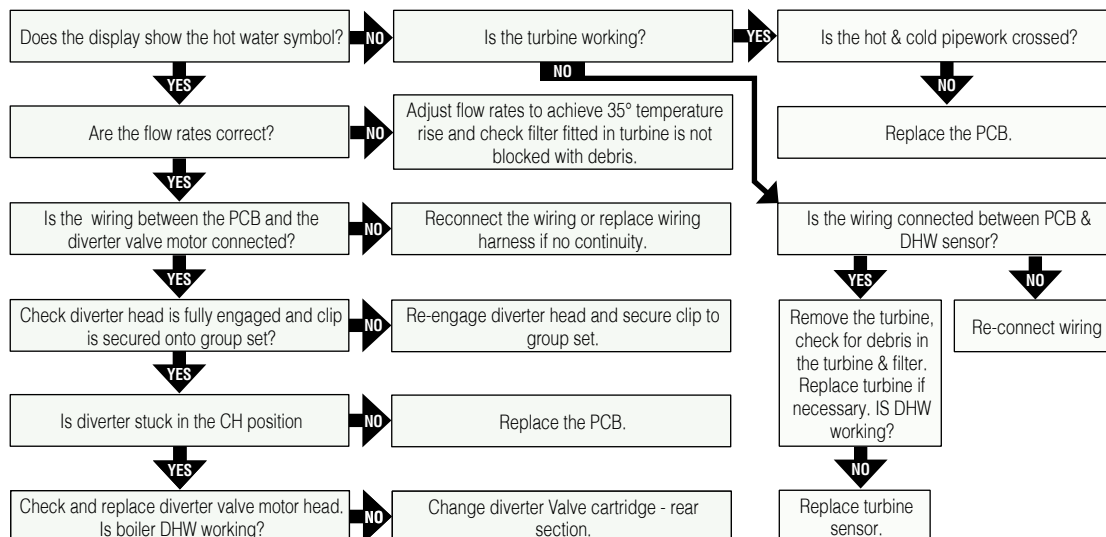 Does the display show the hot water symbol?
NO
Is the turbine working?
YES
Is the hot & cold pipework crossed?
YES
NO
NO
Are the flow rates correct?
NO
Adjust flow rates to achieve 35° temperature
rise and check filter fitted in turbine is not
blocked with debris.
Replace the PCB.
YES
Is the wiring between the PCB and the
diverter valve motor connected?
NO
Reconnect the wiring or replace wiring
harness if no continuity.
Is the wiring connected between PCB &
DHW sensor?
YES
YES
NO
Check diverter head is fully engaged and clip
is secured onto group set?
NO
Re-engage diverter head and secure clip to
group set.
Remove the turbine,
check for debris in
the turbine & filter.
Replace turbine if
necessary. IS DHW
working?
Re-connect wiring
YES
Is diverter stuck in the CH position
NO
Replace the PCB.
YES
NO
Check and replace diverter valve motor head.
Is boiler DHW working?
NO
Change diverter Valve cartridge - rear
section.
Replace turbine
sensor.